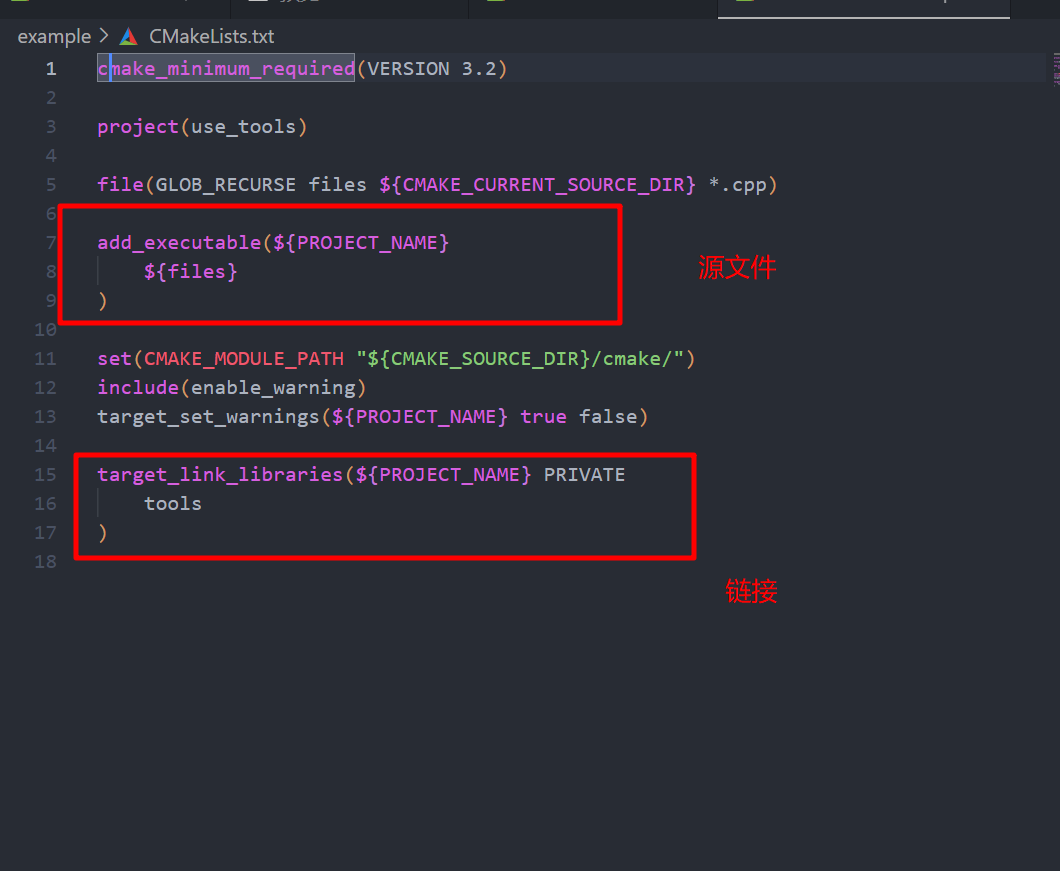 example > CMakeLists.txt
1 cmake_minimum_required(VERSION 3.2)
2
3 project(use_tools)
4
5 file(GLOB_RECURSE files ${CMAKE_CURRENT_SOURCE_DIR} *.cpp)
6
7 add_executable(${PROJECT_NAME}
8 ${files}
源文件
9 )
10
11 set(CMAKE_MODULE_PATH "${CMAKE_SOURCE_DIR}/cmake/")
12 include(enable_warning)
13 target_set_warnings(${PROJECT_NAME} true false)
14
15 target_link_libraries(${PROJECT_NAME} PRIVATE
16 tools
17 )
18
链接